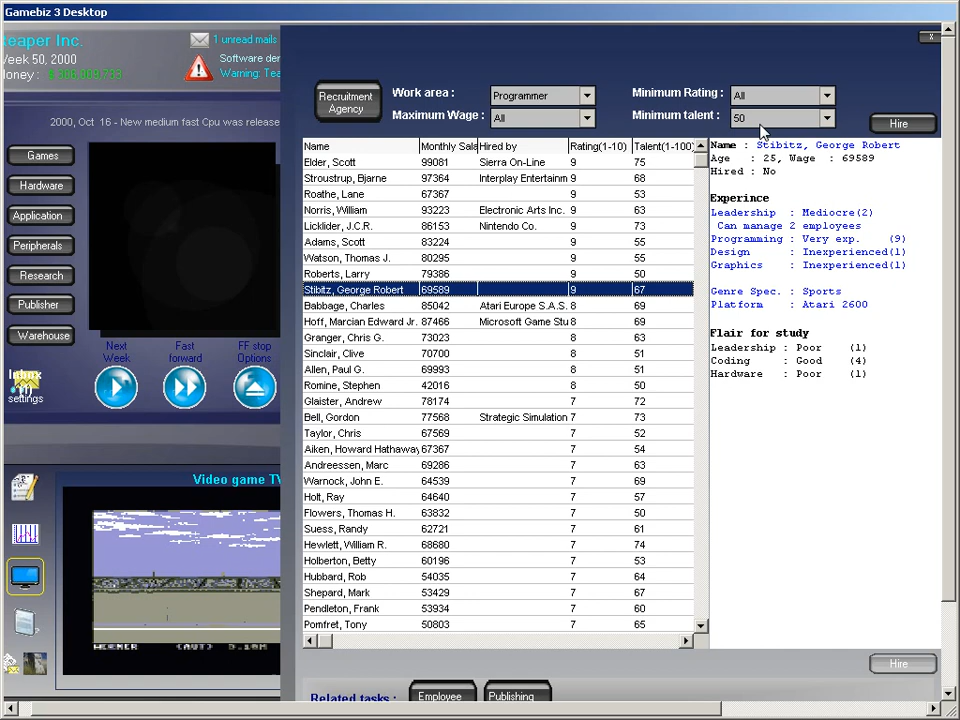 Gamebiz 3 Desktop
Reaper Inc.
Week 50, 2000
Money :
1 unread mails
Software
Warning:
2000, Oct 16 - New medium fast Cpu was release
Games
Hardware
Application
Peripherals
Research
Publisher
Warehouse
Next Week
Fast forward
FF stop Options
Inbox
(1)
settings
Video game TV
x
Recruitment Agency
Work area : Programmer
Minimum Rating : All
Maximum Wage : All
Minimum talent : 50
Hire
Name Monthly Sala Hired by Rating(1-10) Talent(1-100)
Elder, Scott 99081 Sierra On-Line 9 75
Stroustrup, Bjarne 97364 Interplay Entertainm 9 68
Roathe, Lane 67367 9 53
Norris, William 93223 Electronic Arts Inc. 9 63
Licklider, J.C.R. 86153 Nintendo Co. 9 73
Adams, Scott 83224 9 55
Watson, Thomas J. 80295 9 55
Roberts, Larry 79386 9 50
Stibitz, George Robert 69589 9 67
Babbage, Charles 85042 Atari Europe S.A.S. 8 69
Hoff, Marcian Edward Jr. 87466 Microsoft Game Stu 8 69
Granger, Chris G. 73023 8 63
Sinclair, Clive 70700 8 51
Allen, Paul G. 69993 8 51
Romine, Stephen 42016 8 50
Glaister, Andrew 78174 7 72
Bell, Gordon 77568 Strategic Simulation 7 73
Taylor, Chris 67569 7 52
Aiken, Howard Hathaway 67367 7 54
Andreessen, Marc 69286 7 63
Warnock, John E. 64539 7 69
Holt, Ray 64640 7 57
Flowers, Thomas H. 63832 7 50
Suess, Randy 62721 7 61
Hewlett, William R. 68680 7 74
Holberton, Betty 60196 7 53
Hubbard, Rob 54035 7 64
Shepard, Mark 53429 7 67
Pendleton, Frank 53934 7 60
Pomfret, Tony 50803 7 65
Name : Stibitz, George Robert
Age : 25, Wage : 69589
Hired : No
Experince
Leadership : Mediocre(2)
Can manage 2 employees
Programming : Very exp. (9)
Design : Inexperienced(1)
Graphics : Inexperienced(1)
Genre Spec. : Sports
Platform : Atari 2600
Flair for study
Leadership : Poor (1)
Coding : Good (4)
Hardware : Poor (1)
Hire
Related tasks :
Employee
Publishing